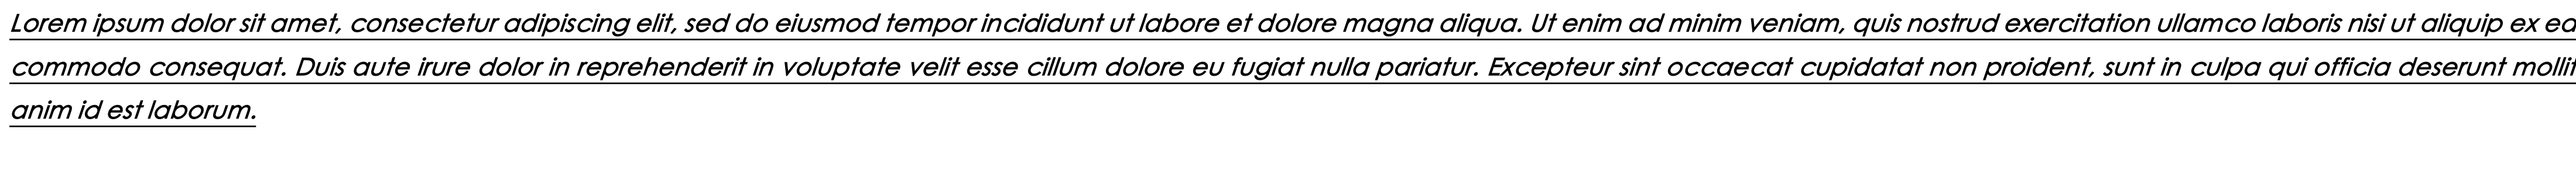 Lorem ipsum dolor sit amet, consectetur adipiscing elit, sed do eiusmod tempor incididunt ut labore et dolore magna aliqua. Ut enim ad minim veniam, quis nostrud exercitation ullamco laboris nisi ut aliquip ex ea
commodo consequat. Duis aute irure dolor in reprehenderit in voluptate velit esse cillum dolore eu fugiat nulla pariatur. Excepteur sint occaecat cupidatat non proident, sunt in culpa qui officia deserunt mollit
anim id est laborum.